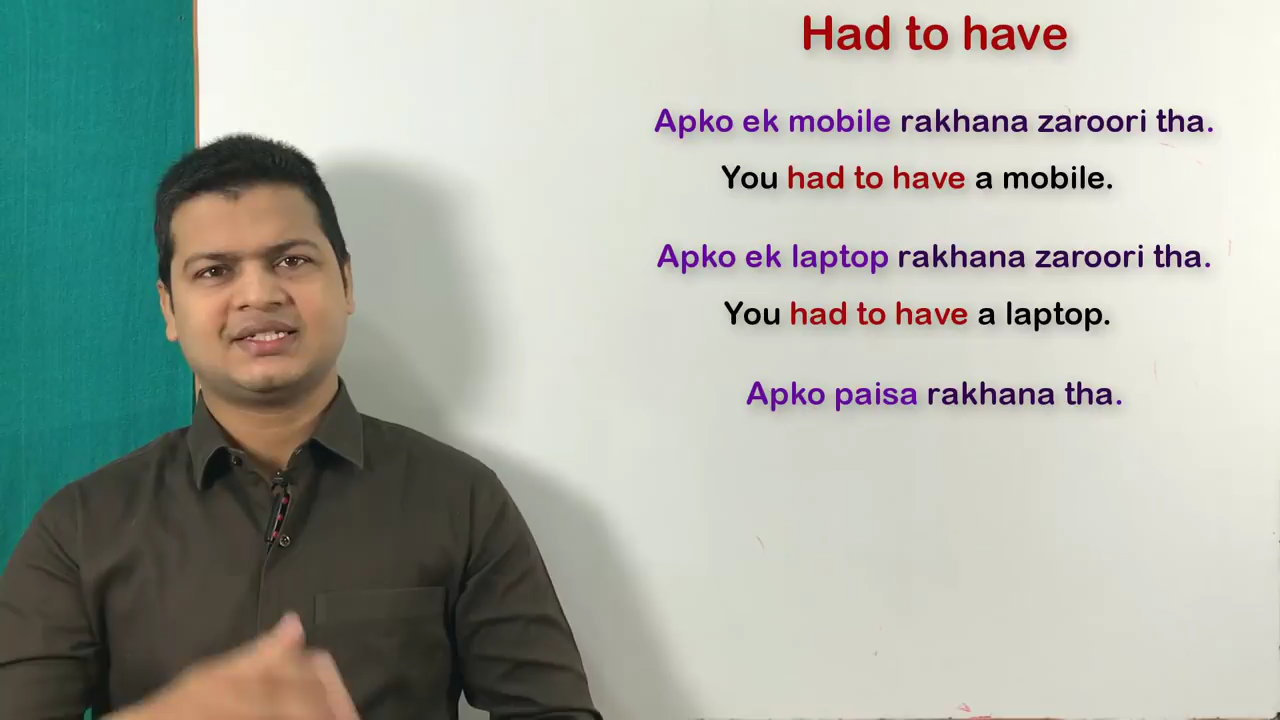 Had to have
Apko ek mobile rakhana zaroori tha.
You had to have a mobile.
Apko ek laptop rakhana zaroori tha.
You had to have a laptop.
Apko paisa rakhana tha.